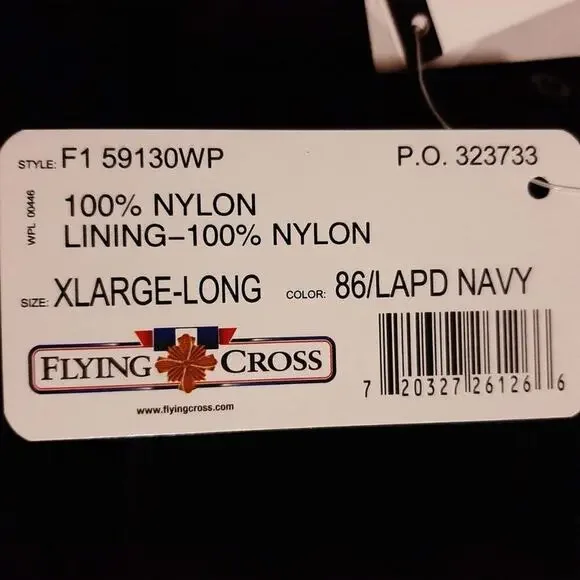 STYLE: F1 59130WP P.O. 323733
WPL 00446
100% NYLON
LINING–100% NYLON
SIZE: XLARGE-LONG COLOR: 86/LAPD NAVY
FLYING CROSS
www.flyingcross.com
7 20327 26126 6